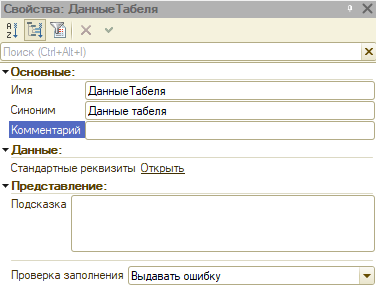 Свойства: ДанныеТабеля
Поиск (Ctrl+Alt+I)
Основные:
Имя ДанныеТабеля
Синоним Данные табеля
Комментарий
Данные:
Стандартные реквизиты Открыть
Представление:
Подсказка
Проверка заполнения Выдавать ошибку